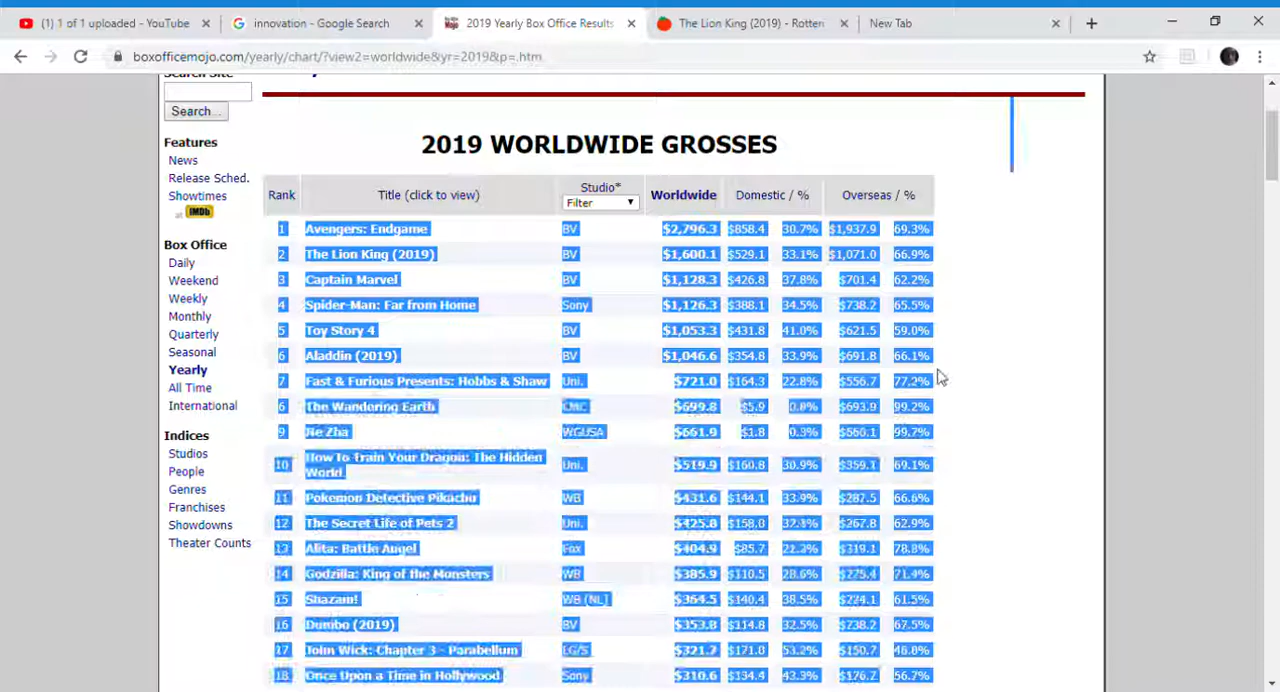 (1) 1 of 1 uploaded - YouTube
innovation - Google Search
2019 Yearly Box Office Results
The Lion King (2019) - Rotten
New Tab
boxofficemojo.com/yearly/chart/?view2=worldwide&yr=2019&p=.htm
Search Site
Search...
Features
News
Release Sched.
Showtimes
at IMDb
Box Office
Daily
Weekend
Weekly
Monthly
Quarterly
Seasonal
Yearly
All Time
International
Indices
Studios
People
Genres
Franchises
Showdowns
Theater Counts
2019 WORLDWIDE GROSSES
Rank Title (click to view) Studio* Filter Worldwide Domestic / % Overseas / %
1 Avengers: Endgame BV $2,796.3 $858.4 30.7% $1,937.9 69.3%
2 The Lion King (2019) BV $1,600.1 $529.1 33.1% $1,071.0 66.9%
3 Captain Marvel BV $1,128.3 $426.8 37.8% $701.4 62.2%
4 Spider-Man: Far from Home Sony $1,126.3 $388.1 34.5% $738.2 65.5%
5 Toy Story 4 BV $1,053.3 $431.8 41.0% $621.5 59.0%
6 Aladdin (2019) BV $1,046.6 $354.8 33.9% $691.8 66.1%
7 Fast & Furious Presents: Hobbs & Shaw Uni. $721.0 $164.3 22.8% $556.7 77.2%
The Wandering Earth CMC $699.8 $5.9 0.8% $693.9 99.2%
9 Ne Zha WGUSA $661.9 $1.8 0.3% 99.7%
10 How To Train Your Dragon: The Hidden
World Uni. $519.9 $160.8 30.9% $359.1 69.1%
11 Pokemon Detective Pikachu WB $431.6 $144.1 33.9% $287.5 66.6%
12 The Secret Life of Pets 2 Uni. $425.8 $158.0 $267.8 62.9%
13 Alita: Battle Angel Fox $404.9 $85.7 $319.1 78.8%
14 Godzilla: King of the Monsters WB $385.9 $110.5 28.6% $275.4 71.4%
15 Shazam! WB (NL) $364.5 $140.4 38.5% $224.1 61.5%
16 Dumbo (2019) BV $353.8 $114.8 32.5% $238.2 67.5%
17 John Wick: Chapter 3 - Parabellum LG/S $321.7 $171.0 53.2% $150.7 46.8%
18 Once Upon a Time in Hollywood Sony $310.6 $134.4 43.3% $176.2 56.7%